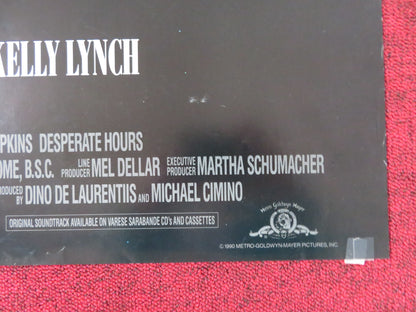 KELLY LYNCH
PKINS DESPERATE HOURS
OME, B.S.C. LINE PRODUCER MEL DELLAR EXECUTIVE PRODUCER MARTHA SCHUMACHER
ODUCED BY DINO DE LAURENTIIS AND MICHAEL CIMINO
ORIGINAL SOUNDTRACK AVAILABLE ON VARESE SARABANDE CD's AND CASSETTES
Metro Goldwyn Mayer
© 1990 METRO-GOLDWYN-MAYER PICTURES, INC.